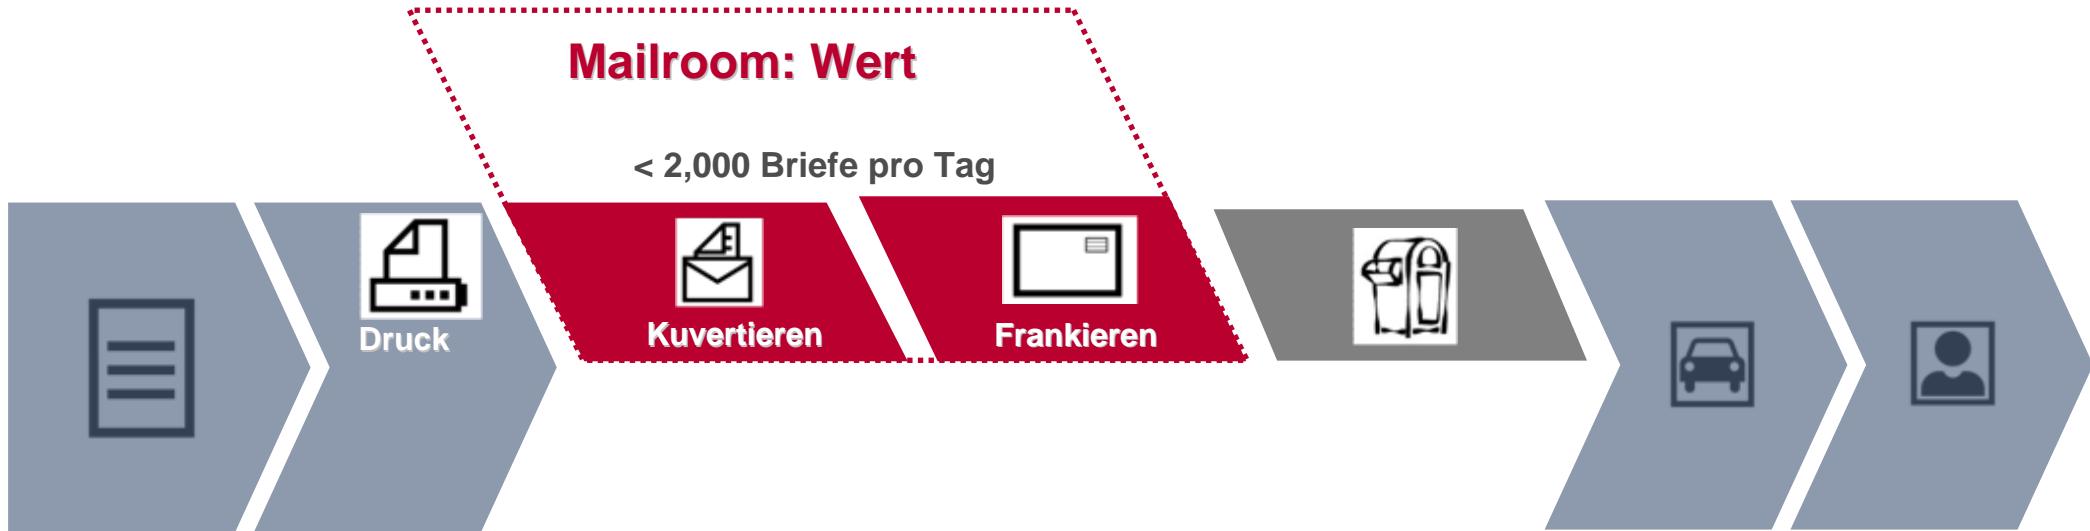 Mailroom: Wert
< 2,000 Briefe pro Tag
Druck
Kuvertieren
Frankieren